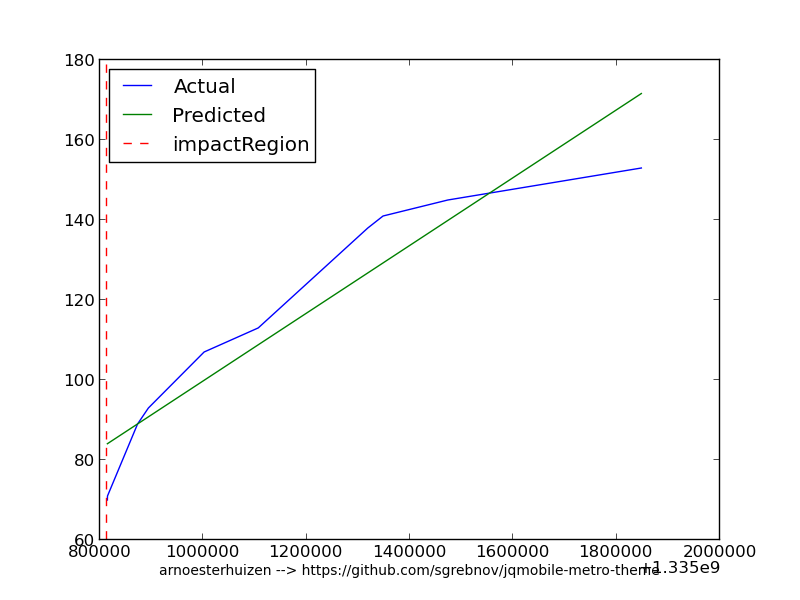 180
160
140
120
100
80
60
Actual
Predicted
impactRegion
800000 1000000 1200000 1400000 1600000 1800000 2000000
+1.335e9
arnoesterhuizen --> https://github.com/sgrebnov/jqmobile-metro-theme